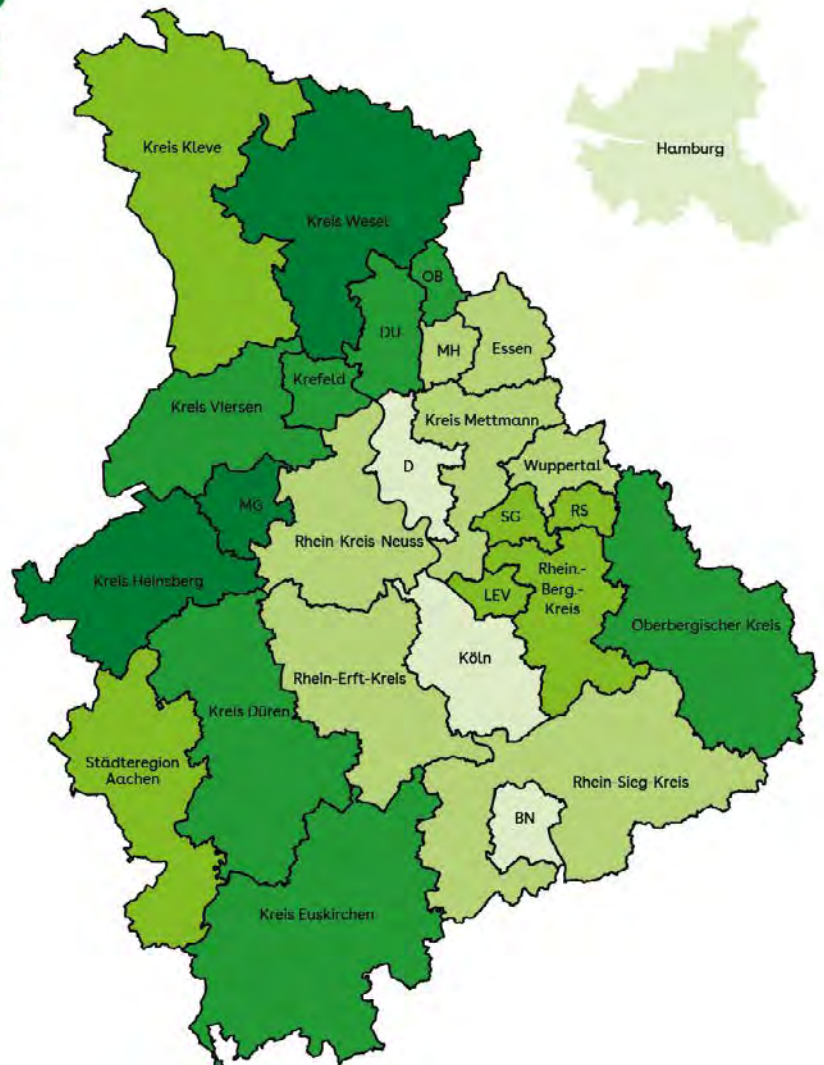 Kreis Kleve
Hamburg
Kreis Wesel
OB
DU
MH
Essen
Krefeld
Kreis Viersen
Kreis Mettmann
D
Wuppertal
MG
SG
RS
Rhein-Kreis Neuss
Rhein.-
Berg.-
Kreis
Kreis Heinsberg
LEV
Oberbergischer Kreis
Köln
Rhein-Erft-Kreis
Kreis Düren
Städteregion
Aachen
Rhein-Sieg-Kreis
BN
Kreis Euskirchen